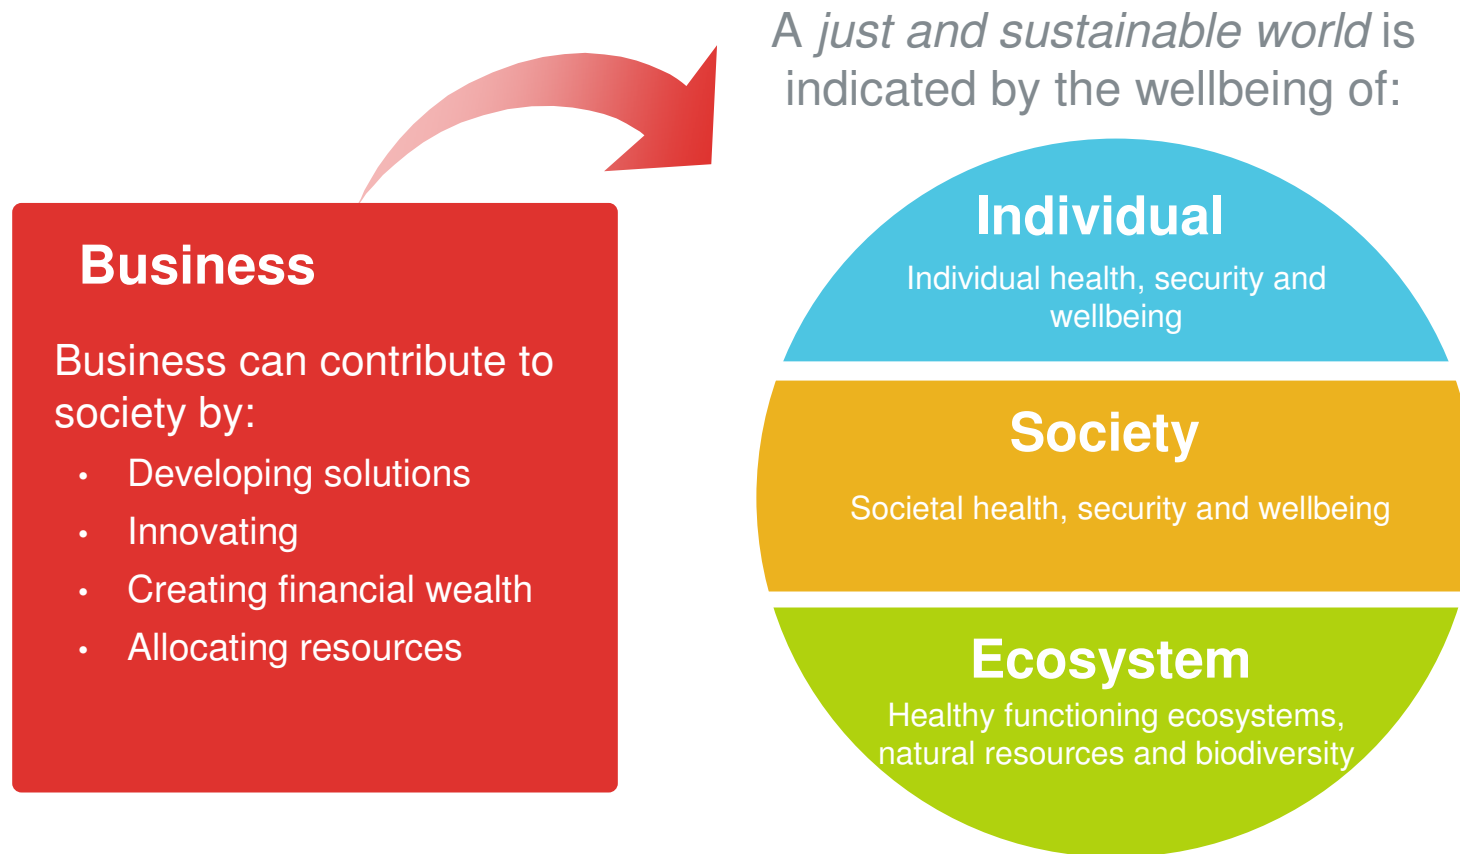 A just and sustainable world is
indicated by the wellbeing of:
Business
Business can contribute to
society by:
• Developing solutions
• Innovating
• Creating financial wealth
• Allocating resources
Individual
Individual health, security and
wellbeing
Society
Societal health, security and wellbeing
Ecosystem
Healthy functioning ecosystems,
natural resources and biodiversity